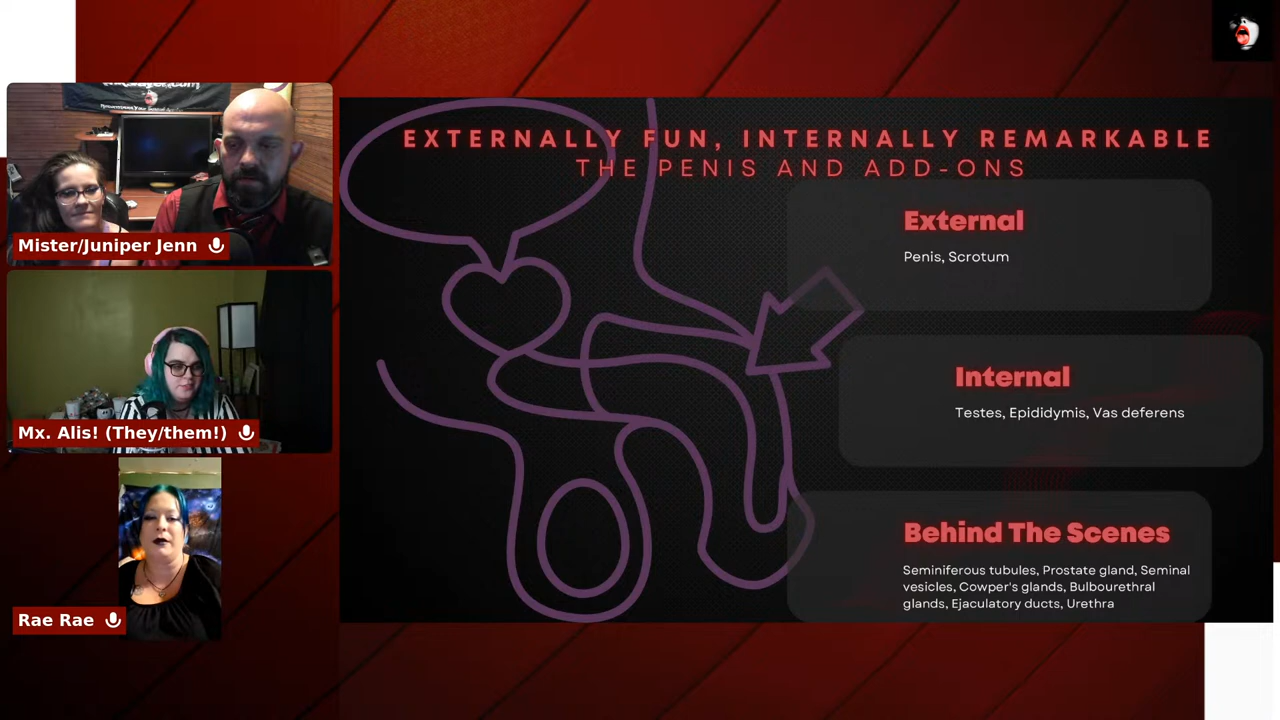 EXTERNALLY FUN, INTERNALLY REMARKABLE
THE PENIS AND ADD-ONS
External
Penis, Scrotum
Internal
Testes, Epididymis, Vas deferens
Behind The Scenes
Seminiferous tubules, Prostate gland, Seminal
vesicles, Cowper's glands, Bulbourethral
glands, Ejaculatory ducts, Urethra
Mister/Juniper Jenn
Mx. Alis! (They/them!)
Rae Rae